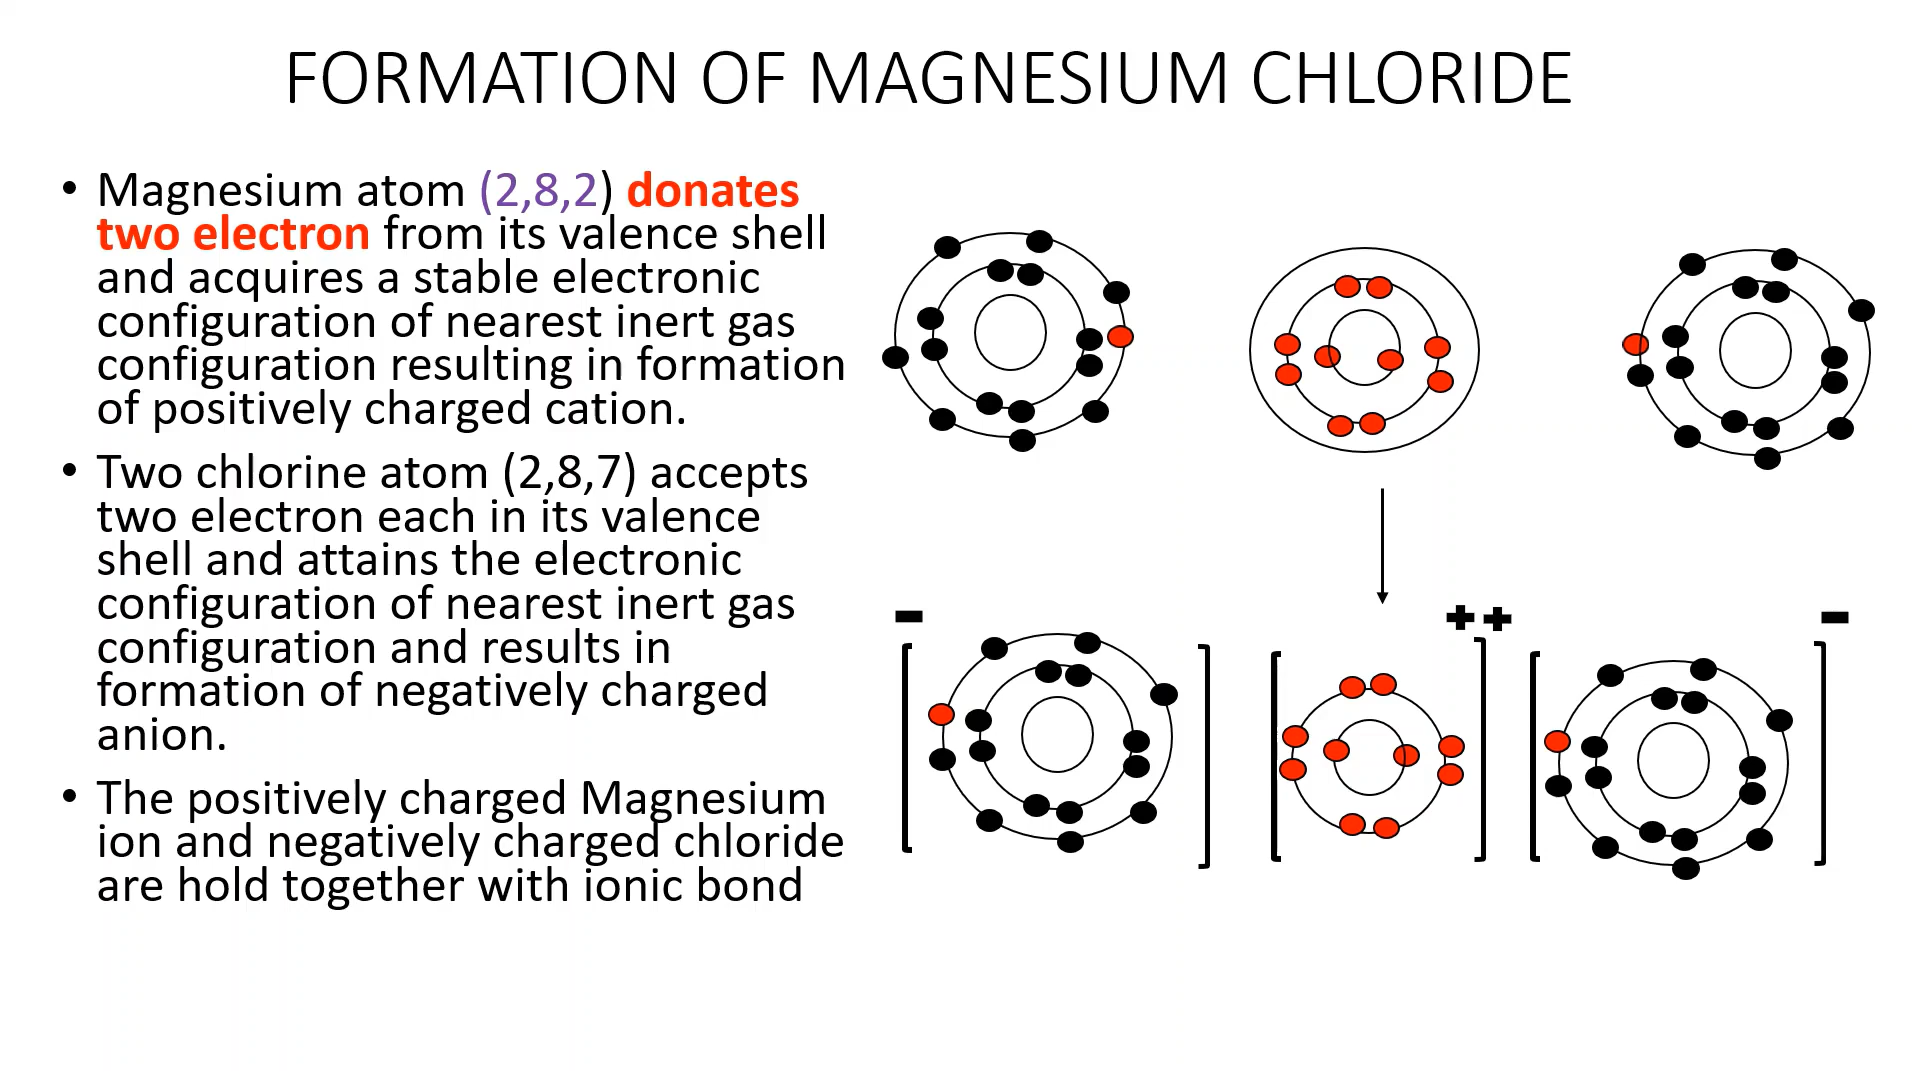 FORMATION OF MAGNESIUM CHLORIDE
• Magnesium atom (2,8,2) donates
two electron from its valence shell
and acquires a stable electronic
configuration of nearest inert gas
configuration resulting in formation
of positively charged cation.
• Two chlorine atom (2,8,7) accepts
two electron each in its valence
shell and attains the electronic
configuration of nearest inert gas
configuration and results in
formation of negatively charged
anion.
• The positively charged Magnesium
ion and negatively charged chloride
are hold together with ionic bond
- ++ -
[ ] [ ] [ ]